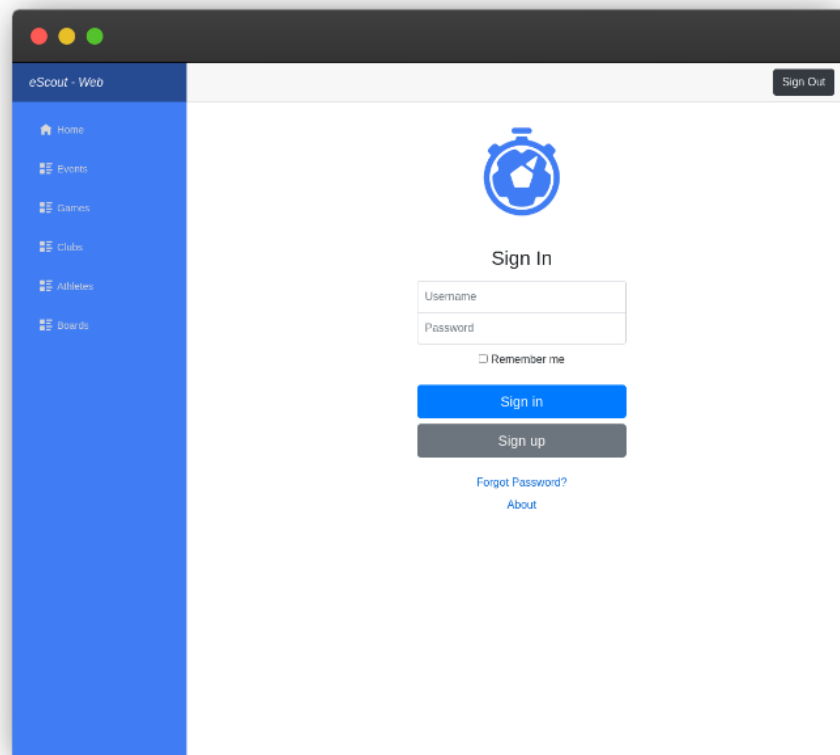 eScout - Web
Sign Out
Home
Events
Games
Clubs
Athletes
Boards
Sign In
Username
Password
Remember me
Sign in
Sign up
Forgot Password?
About